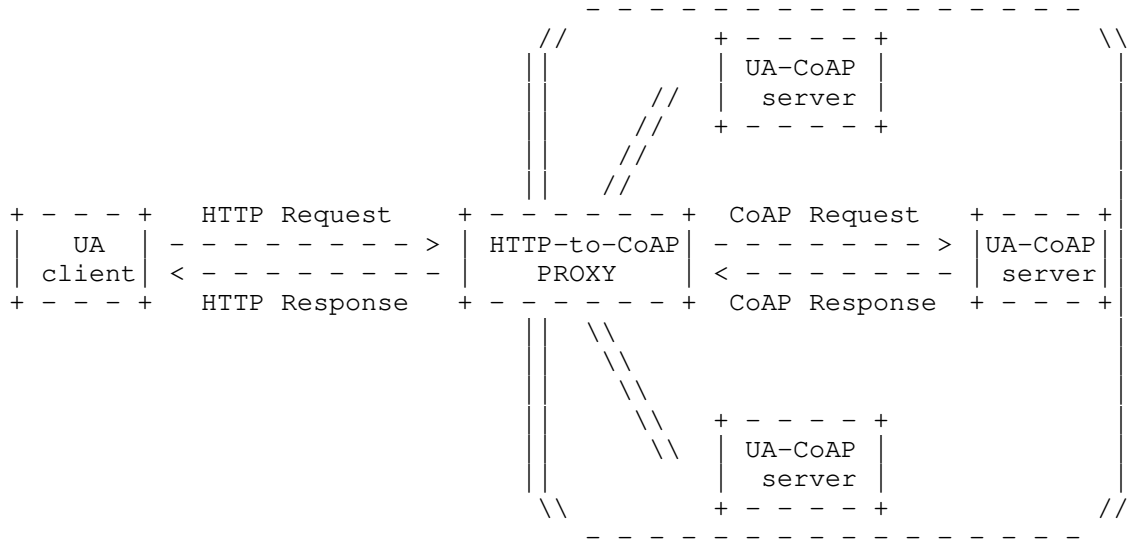 UA-CoAP
server
HTTP Request
CoAP Request
UA
HTTP-to-CoAP
UA-CoAP
client
PROXY
server
HTTP Response
CoAP Response
UA-CoAP
server